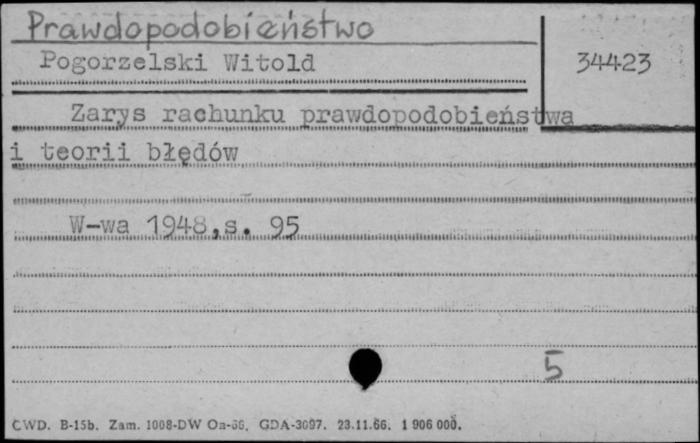 Prawdopodobieństwo
Pogorzelski Witold
34423
Zarys rachunku prawdopodobieństwa
i teorii błędów
W-wa 1948,s. 95
5
CWD. B-15b. Zam. 1008-DW Oa-66. GDA-3097. 23.11.66. 1 906 000.